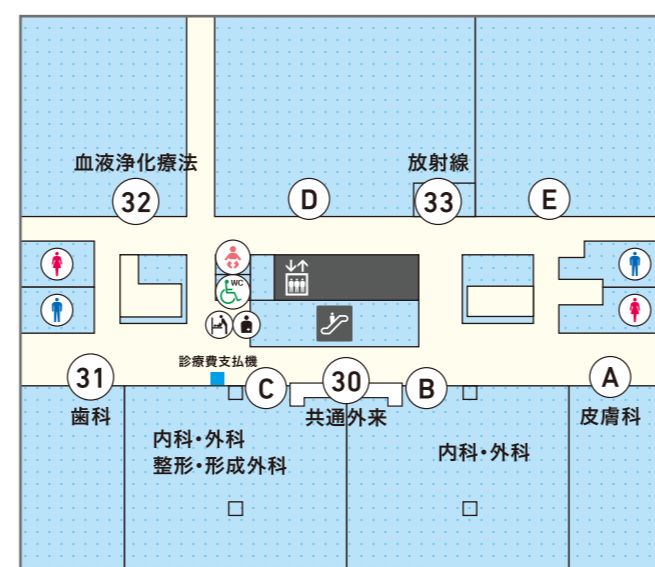 血液浄化療法
32
D
放射線
33
E
WC
診療費支払機
31
歯科
C
30
共通外来
B
A
皮膚科
内科・外科
整形・形成外科
内科・外科